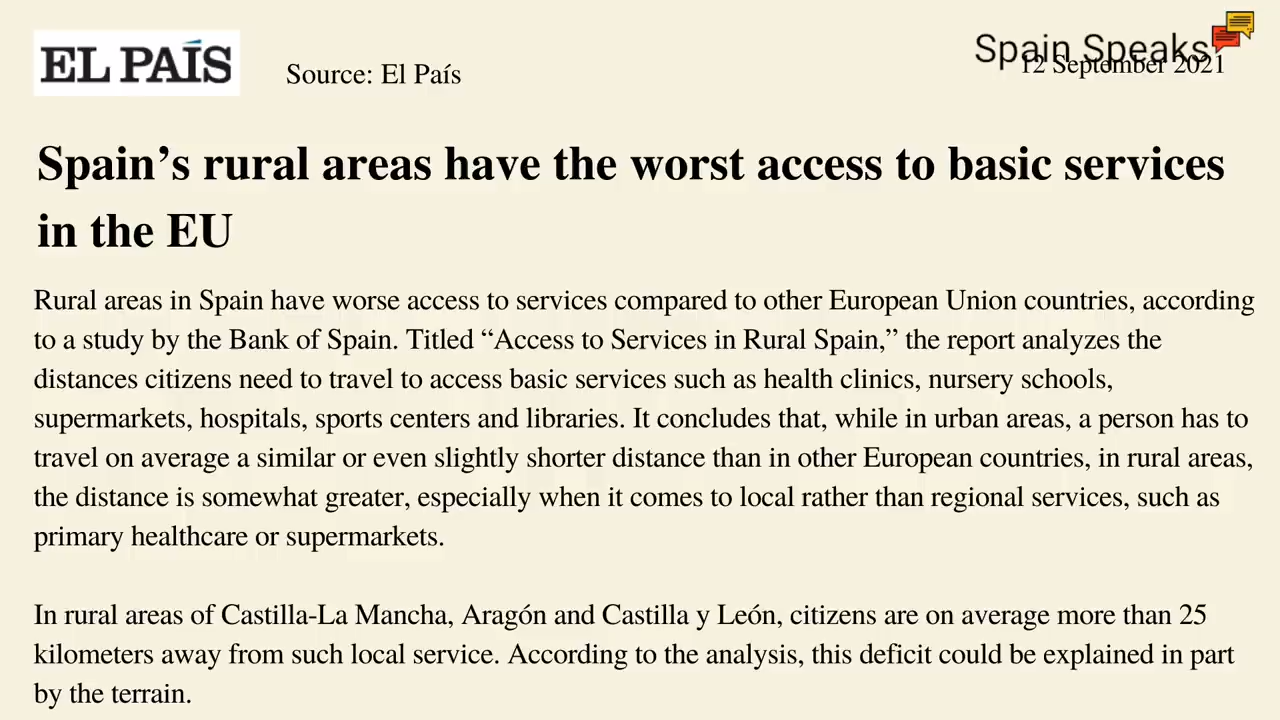 EL PAÍS
Source: El País
Spain Speaks
12 September 2021
Spain’s rural areas have the worst access to basic services
in the EU
Rural areas in Spain have worse access to services compared to other European Union countries, according
to a study by the Bank of Spain. Titled “Access to Services in Rural Spain,” the report analyzes the
distances citizens need to travel to access basic services such as health clinics, nursery schools,
supermarkets, hospitals, sports centers and libraries. It concludes that, while in urban areas, a person has to
travel on average a similar or even slightly shorter distance than in other European countries, in rural areas,
the distance is somewhat greater, especially when it comes to local rather than regional services, such as
primary healthcare or supermarkets.
In rural areas of Castilla-La Mancha, Aragón and Castilla y León, citizens are on average more than 25
kilometers away from such local service. According to the analysis, this deficit could be explained in part
by the terrain.